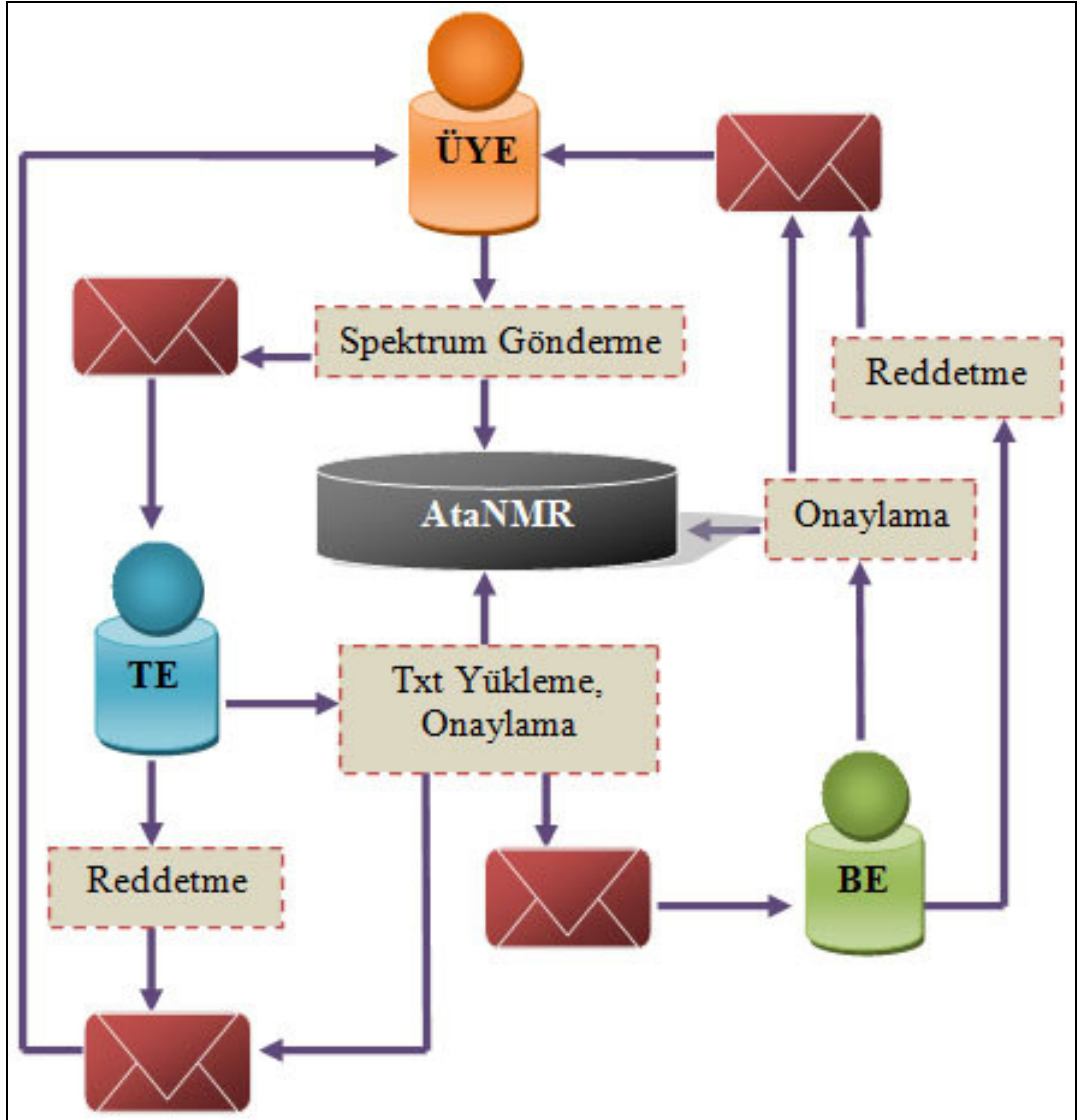 ÜYE
Spektrum Gönderme
Reddetme
AtaNMR
Onaylama
TE
Txt Yükleme,
Onaylama
Reddetme
BE